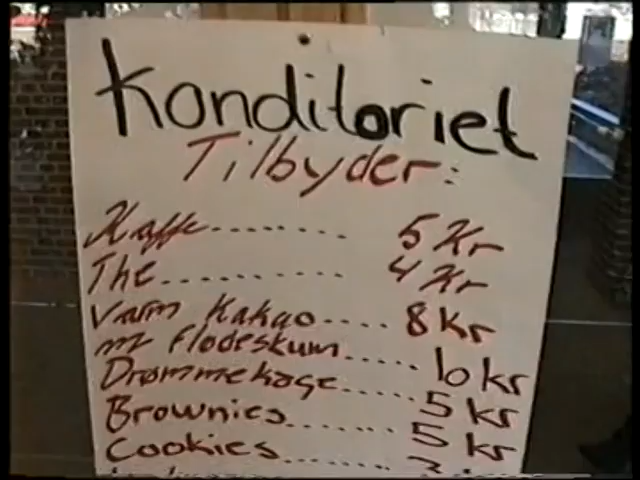 Konditoriet
Tilbyder:
Kaffe........ 5 Kr
The.......... 4 Kr
Varm Kakao..... 8 Kr
m/ flødeskum..... 10 kr
Drømmekage..... 5 kr
Brownies....... 5 kr
Cookies.........